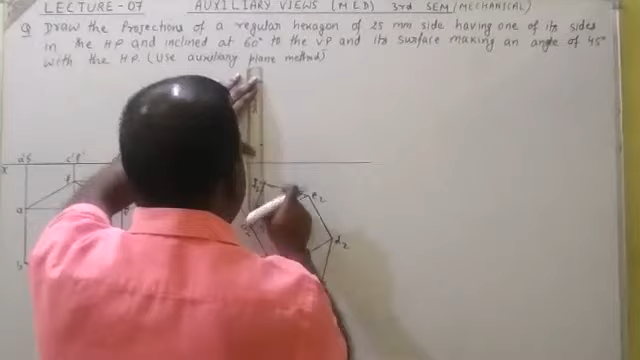 LECTURE-07 AUXILIARY VIEWS (MED) 3rd SEM (MECHANICAL)
Q Draw the Projections of a regular hexagon of 25 mm side having one of its sides
in the HP and inclined at 60° to the VP and its surface making an angle of 45°
with the HP. (Use auxiliary plane method)
X
a
b
e2
d2